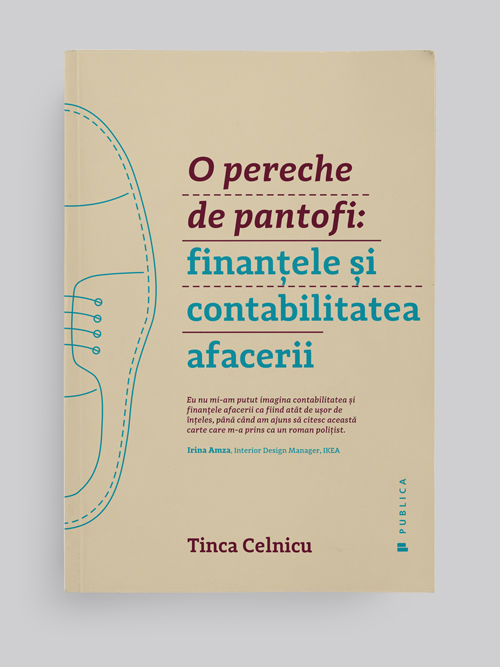 O pereche
de pantofi:
finanțele și
contabilitatea
afacerii
Eu nu mi-am putut imagina contabilitatea și
finanțele afacerii ca fiind atât de ușor de
înțeles, până când am ajuns să citesc această
carte care m-a prins ca un roman polițist.
Irina Amza, Interior Design Manager, IKEA
PUBLICA
Tinca Celnicu